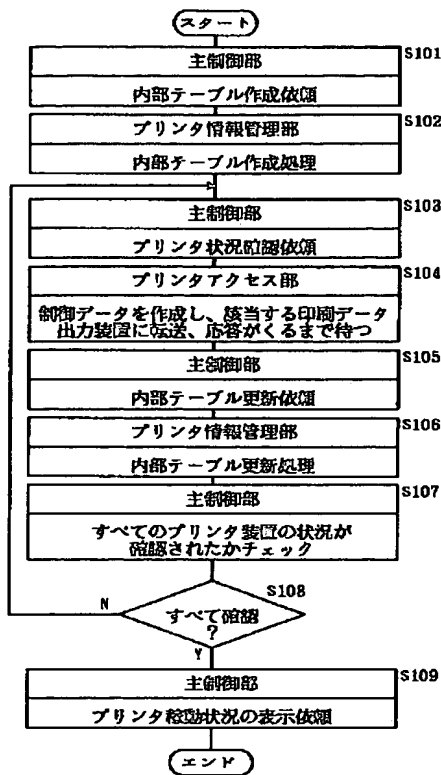 スタート
S101
主制御部
内部テーブル作成依頼
S102
プリンタ情報管理部
内部テーブル作成処理
S103
主制御部
プリンタ状況確認依頼
S104
プリンタアクセス部
制御データを作成し、該当する印刷データ
出力装置に転送、応答がくるまで待つ
S105
主制御部
内部テーブル更新依頼
S106
プリンタ情報管理部
内部テーブル更新処理
S107
主制御部
すべてのプリンタ装置の状況が
確認されたかチェック
S108
N
すべて確認
?
Y
S109
主制御部
プリンタ稼動状況の表示依頼
エンド